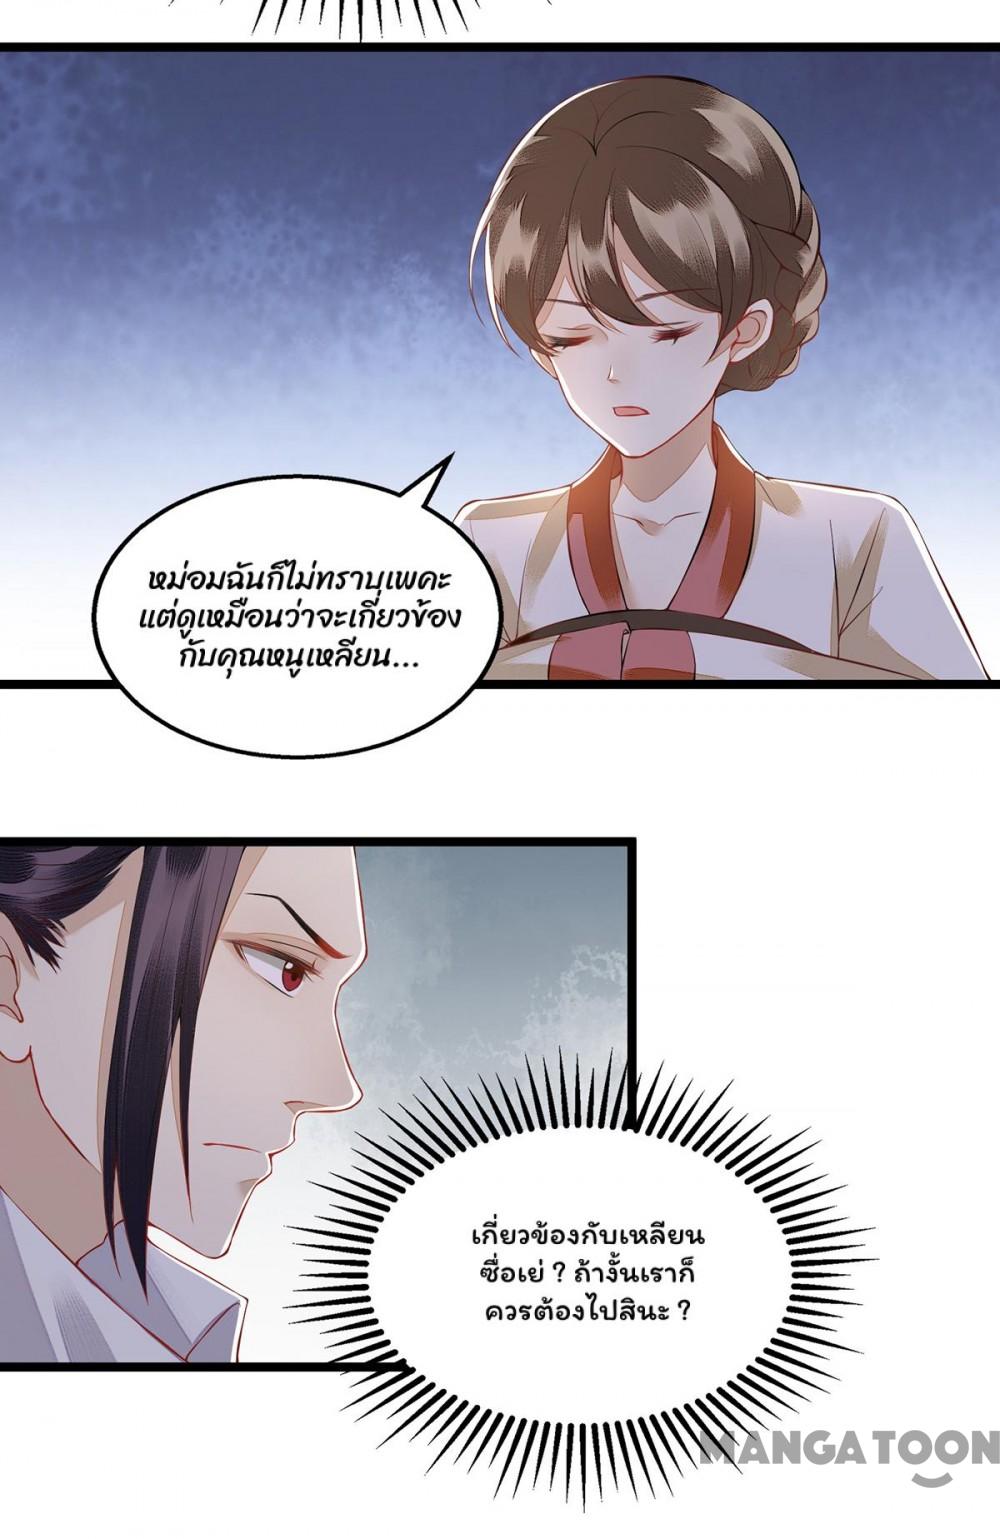 หม่อมฉันก็ไม่ทราบเพคะ
แต่ดูเหมือนว่าจะเกี่ยวข้อง
กับคุณหนูเหลียน...
เกี่ยวข้องกับเหลียน
ซื่อเย่ ? ถ้างั้นเราก็
ควรต้องไปสินะ ?
MANGATOON